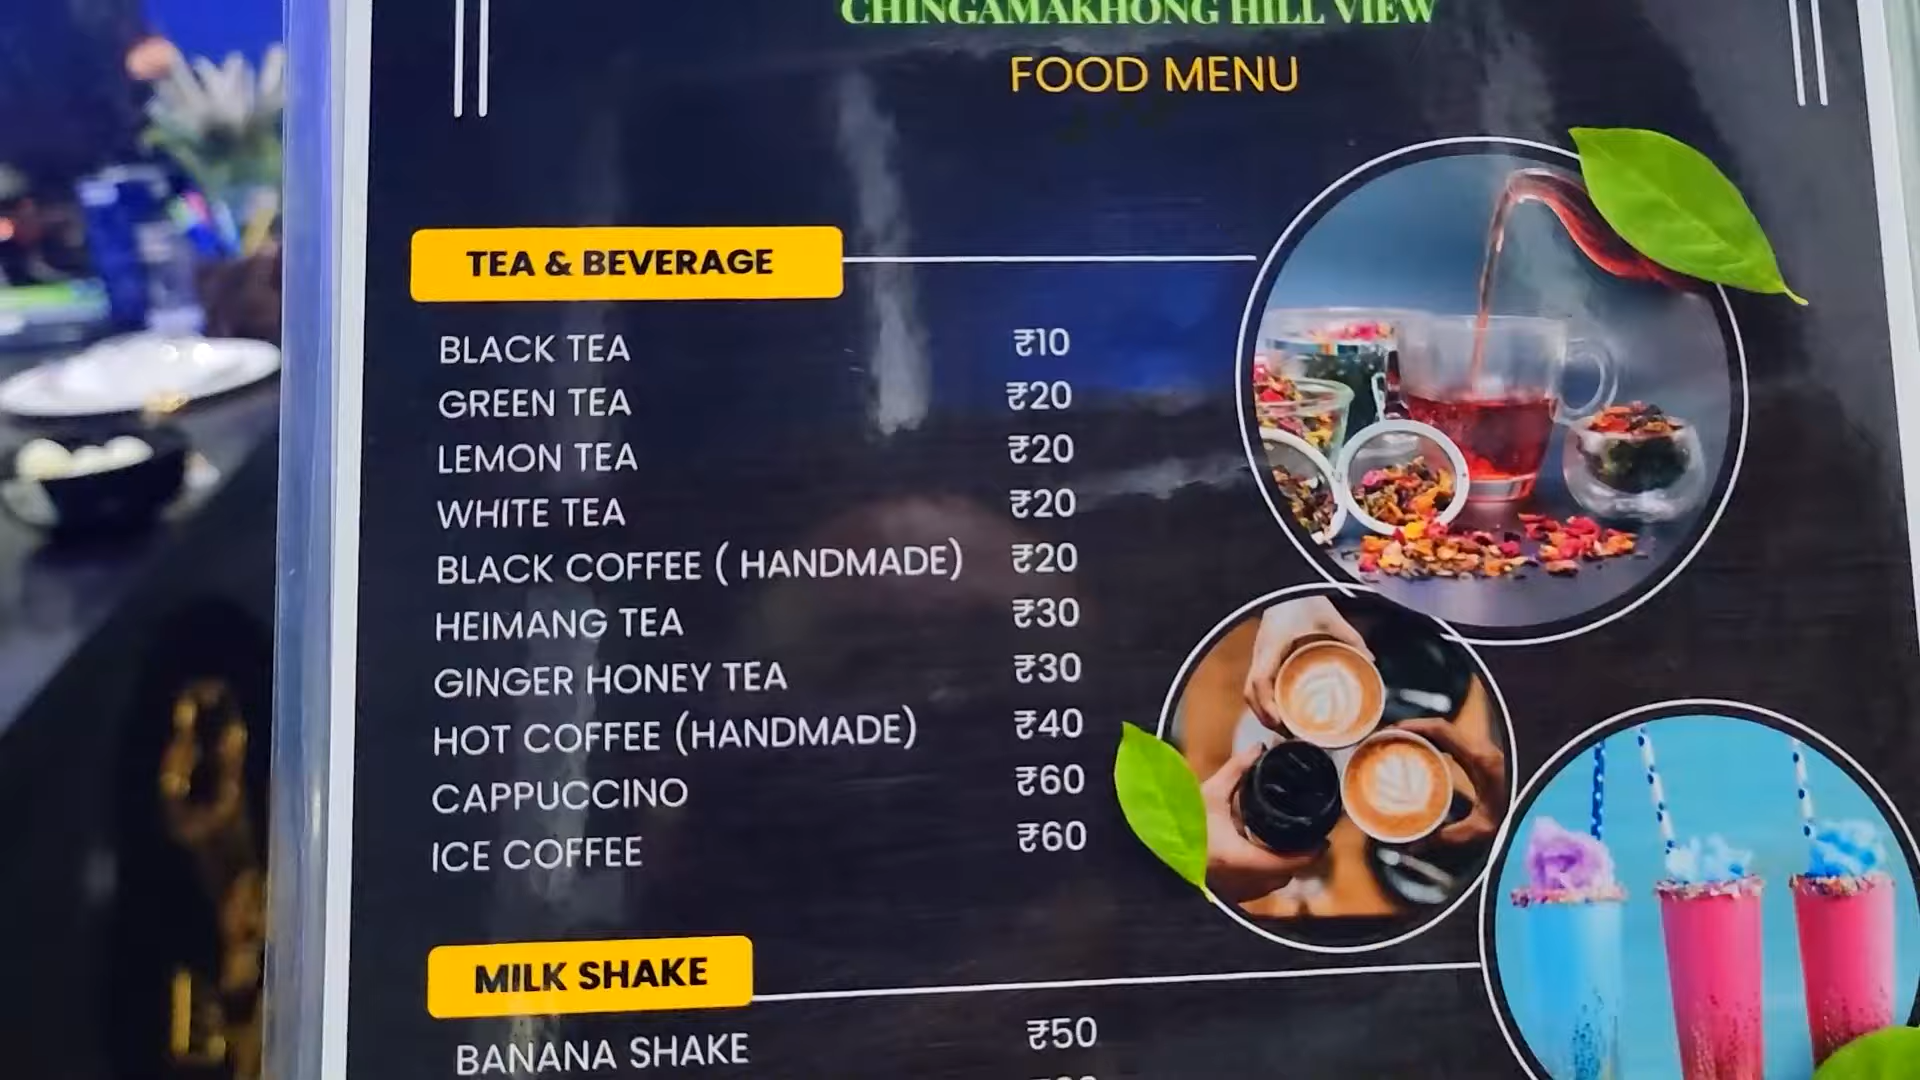 CHINGAMAKHONG HILL VIEW
FOOD MENU
TEA & BEVERAGE
BLACK TEA ₹10
GREEN TEA ₹20
LEMON TEA ₹20
WHITE TEA ₹20
BLACK COFFEE ( HANDMADE) ₹20
HEIMANG TEA ₹30
GINGER HONEY TEA ₹30
HOT COFFEE (HANDMADE) ₹40
CAPPUCCINO ₹60
ICE COFFEE ₹60
MILK SHAKE
BANANA SHAKE ₹50